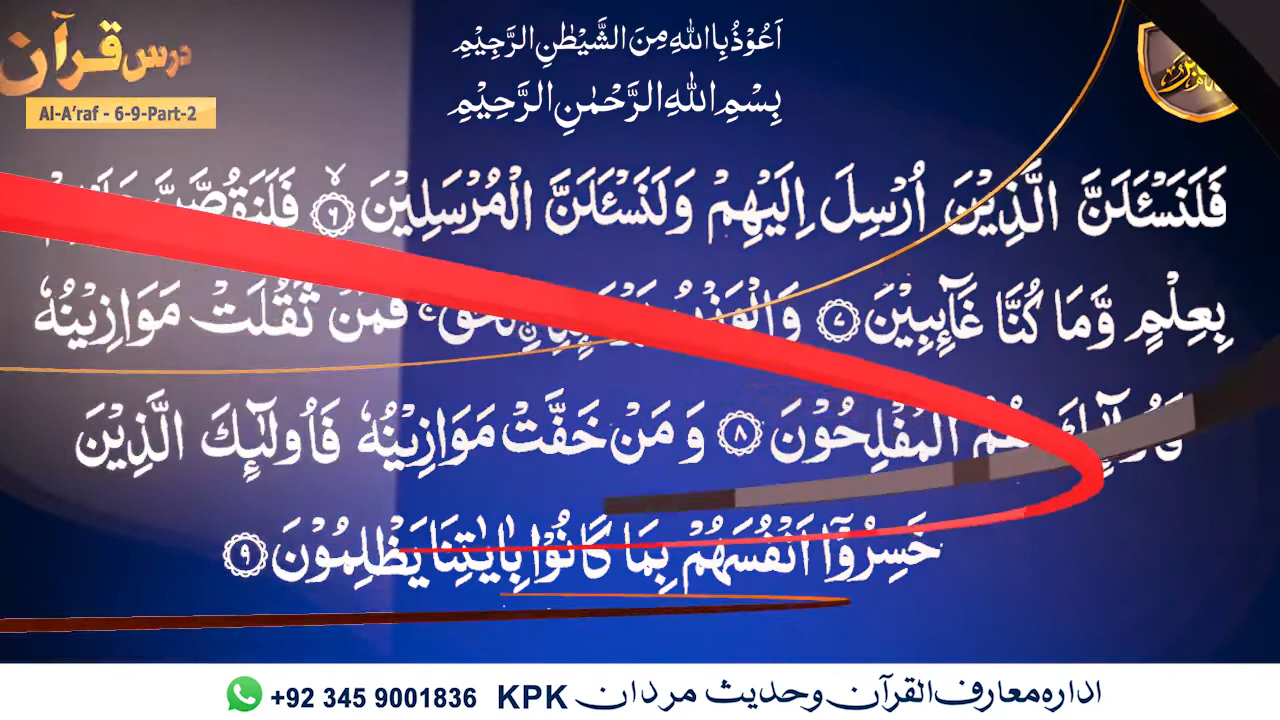 درس قرآن
Al-A’raf - 6-9-Part-2
اَعُوْذُ بِاللّٰهِ مِنَ الشَّيْطٰنِ الرَّجِيْمِ
بِسْمِ اللّٰهِ الرَّحْمٰنِ الرَّحِيْمِ
فَلَنَسْـَٔلَنَّ الَّذِيْنَ اُرْسِلَ اِلَيْهِمْ وَلَنَسْـَٔلَنَّ الْمُرْسَلِيْنَ ۙ۶ فَلَنَقُصَّنَّ
بِعِلْمٍ وَّمَا كُنَّا غَآىِٕبِيْنَ ۷ فَمَنْ ثَقُلَتْ مَوَازِيْنُهٗ
هُمُ الْمُفْلِحُوْنَ ۸ وَ مَنْ خَفَّتْ مَوَازِيْنُهٗ فَاُولٰٓىِٕكَ الَّذِيْنَ
خَسِرُوْۤا اَنْفُسَهُمْ بِمَا كَانُوْا بِاٰيٰتِنَا يَظْلِمُوْنَ ۹
ادارہ معارف القرآن وحدیث مردان KPK +92 345 9001836